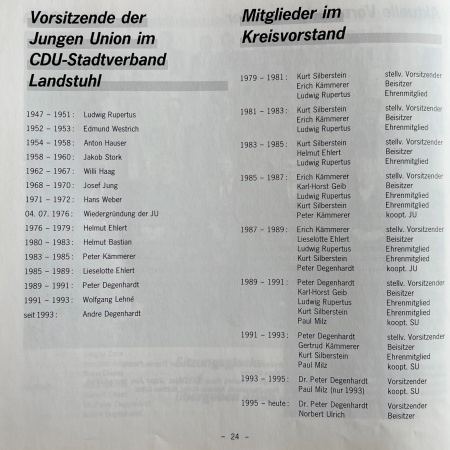 Vorsitzende der
Jungen Union im
CDU-Stadtverband
Landstuhl
1947 – 1951: Ludwig Rupertus
1952 – 1953: Edmund Westrich
1954 – 1958: Anton Hauser
1958 – 1960: Jakob Stork
1962 – 1967: Willi Haag
1968 – 1970: Josef Jung
1971 – 1972: Hans Weber
04. 07. 1976: Wiedergründung der JU
1976 – 1979: Helmut Ehlert
1980 – 1983: Helmut Bastian
1983 – 1985: Peter Kämmerer
1985 – 1989: Lieselotte Ehlert
1989 – 1991: Peter Degenhardt
1991 – 1993: Wolfgang Lehné
seit 1993: Andre Degenhardt
Mitglieder im
Kreisvorstand
1979 – 1981: Kurt Silberstein stellv. Vorsitzender
Erich Kämmerer Beisitzer
Ludwig Rupertus Ehrenmitglied
1981 – 1983: Kurt Silberstein stellv. Vorsitzender
Erich Kämmerer Beisitzer
Ludwig Rupertus Ehrenmitglied
1983 – 1985: Kurt Silberstein stellv. Vorsitzender
Helmut Ehlert Beisitzer
Ludwig Rupertus Ehrenmitglied
1985 – 1987: Erich Kämmerer stellv. Vorsitzender
Karl-Horst Geib Beisitzer
Ludwig Rupertus Ehrenmitglied
Kurt Silberstein Ehrenmitglied
Peter Kämmerer koopt. JU
1987 – 1989: Erich Kämmerer stellv. Vorsitzender
Lieselotte Ehlert Beisitzer
Ludwig Rupertus Ehrenmitglied
Kurt Silberstein Ehrenmitglied
Peter Degenhardt koopt. JU
1989 – 1991: Peter Degenhardt stellv. Vorsitzender
Karl-Horst Geib Beisitzer
Ludwig Rupertus Ehrenmitglied
Kurt Silberstein Ehrenmitglied
Paul Milz koopt. SU
1991 – 1993: Peter Degenhardt stellv. Vorsitzender
Gertrud Kämmerer Beisitzer
Kurt Silberstein Ehrenmitglied
Paul Milz koopt. SU
1993 – 1995: Dr. Peter Degenhardt Vorsitzender
Paul Milz (nur 1993) koopt. SU
1995 – heute: Dr. Peter Degenhardt Vorsitzender
Norbert Ulrich Beisitzer
– 24 –